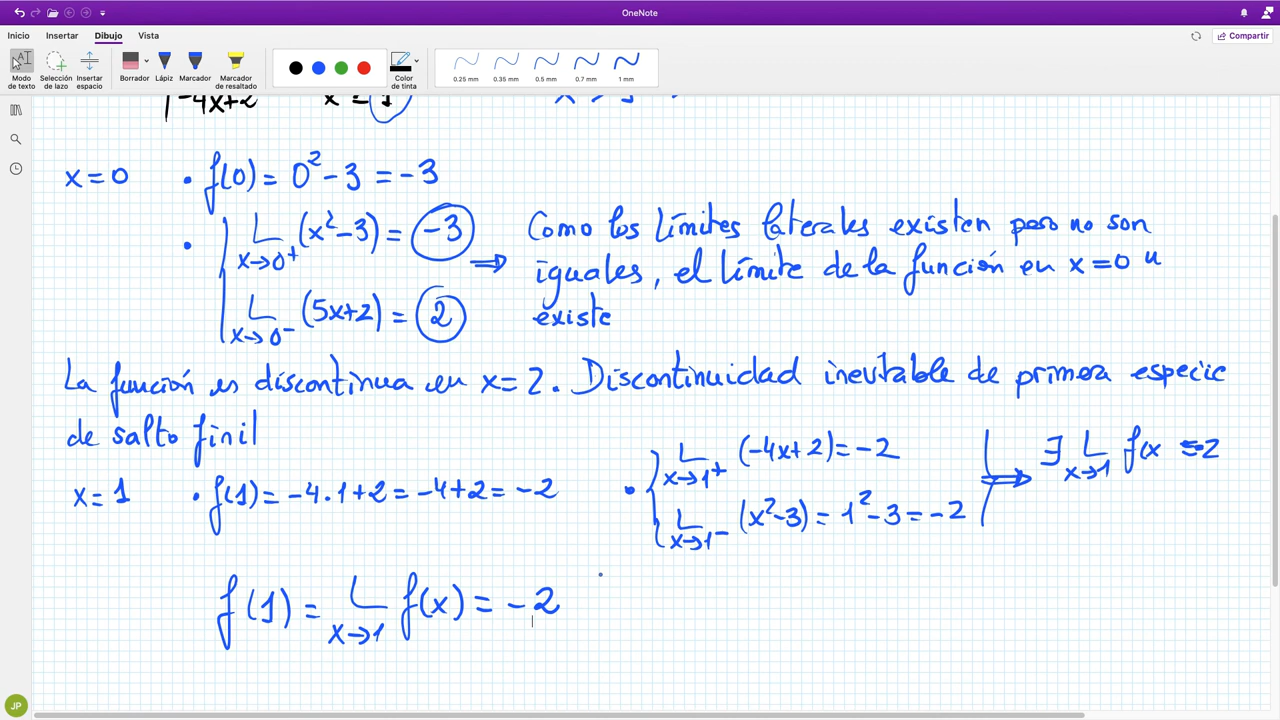 OneNote
Inicio Insertar Dibujo Vista Compartir
Modo de texto Selección de lazo Insertar espacio Borrador Lápiz Marcador Marcador de resaltado Color de tinta 0.25 mm 0.35 mm 0.5 mm 0.7 mm 1 mm
-4x+2
x=0 • f(0) = 0² - 3 = -3
• L x→0⁺ (x²-3) = -3 ⇒ Como los límites laterales existen pero no son
iguales, el límite de la función en x=0 n
L x→0⁻ (5x+2) = 2 existe
La función es discontinua en x=2. Discontinuidad inevitable de primera especie
de salto finil
x=1 • f(1) = -4·1+2 = -4+2 = -2 • L x→1⁺ (-4x+2) = -2 ⇒ ∃ L x→1 f(x =-2
L x→1⁻ (x²-3) = 1²-3 = -2
f(1) = L x→1 f(x) = -2
JP